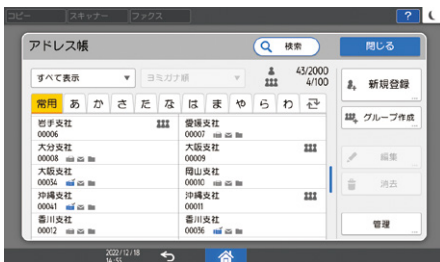 コピー スキャナー ファクス ?
アドレス帳 検索 閉じる
すべて表示 ▼ ヨミガナ順 ▼ 43/2000
4/100
新規登録
常用 あ か さ た な は ま や ら わ
グループ作成
岩手支社 愛媛支社
00006 00007
大分支社 大阪支社
00008 00009
編集
大阪支社 岡山支社
00034 00010
消去
沖縄支社 沖縄支社
00041 00011
香川支社 香川支社
00012 00036
管理
2022/12/18
14:55